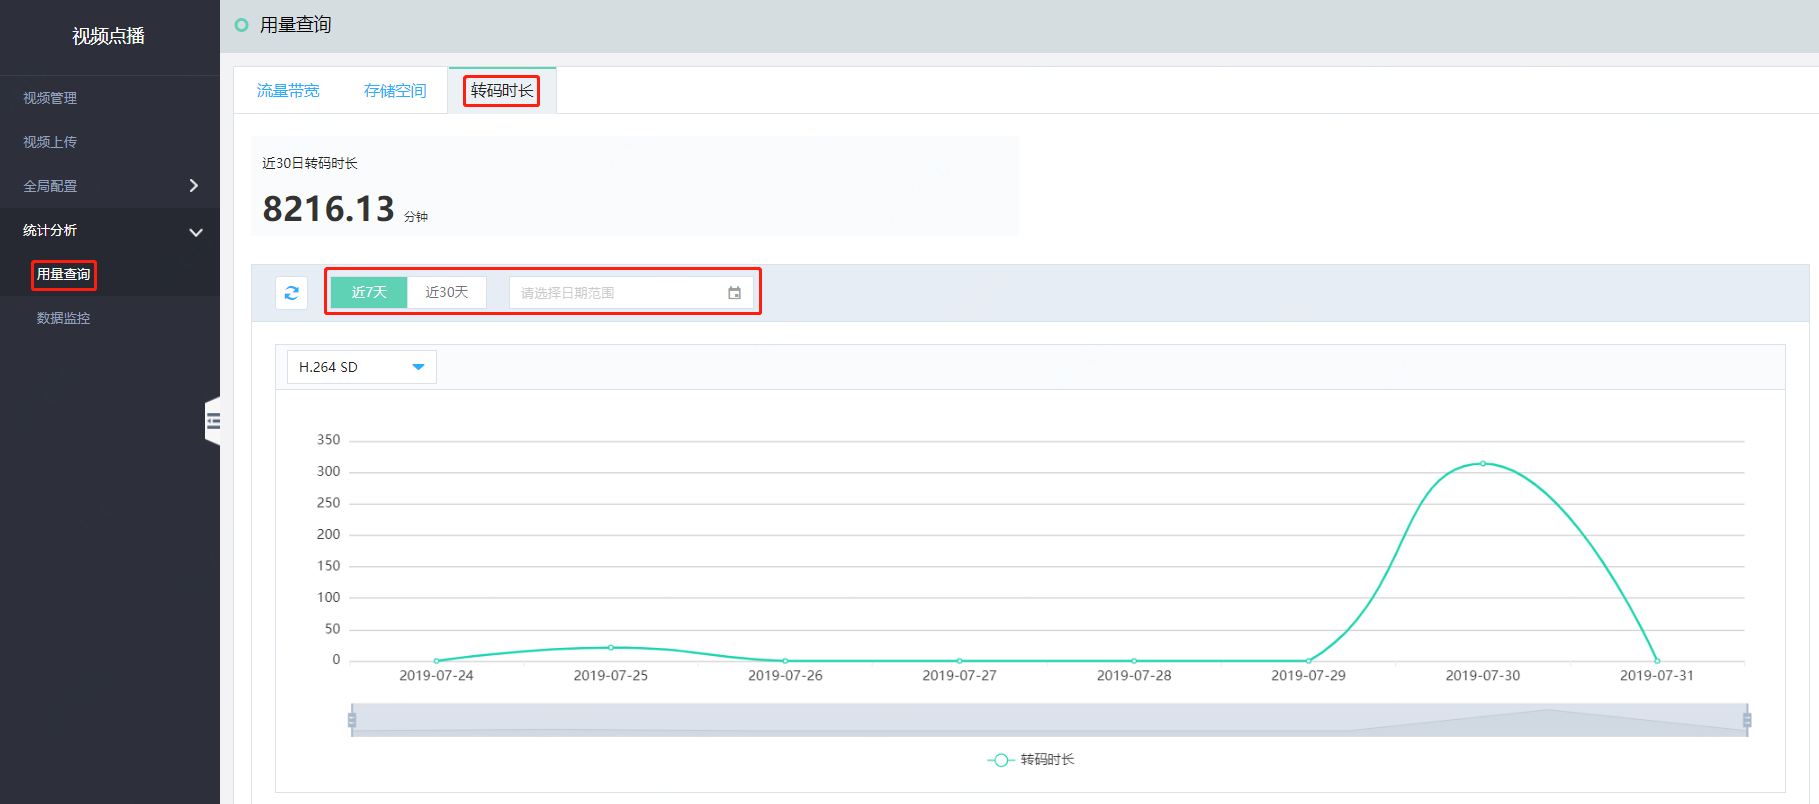 视频点播
视频管理
视频上传
全局配置
统计分析
用量查询
数据监控
用量查询
流量带宽
存储空间
转码时长
近30日转码时长
8216.13 分钟
近7天
近30天
请选择日期范围
H.264 SD
350
300
250
200
150
100
50
0
2019-07-24
2019-07-25
2019-07-26
2019-07-27
2019-07-28
2019-07-29
2019-07-30
2019-07-31
转码时长